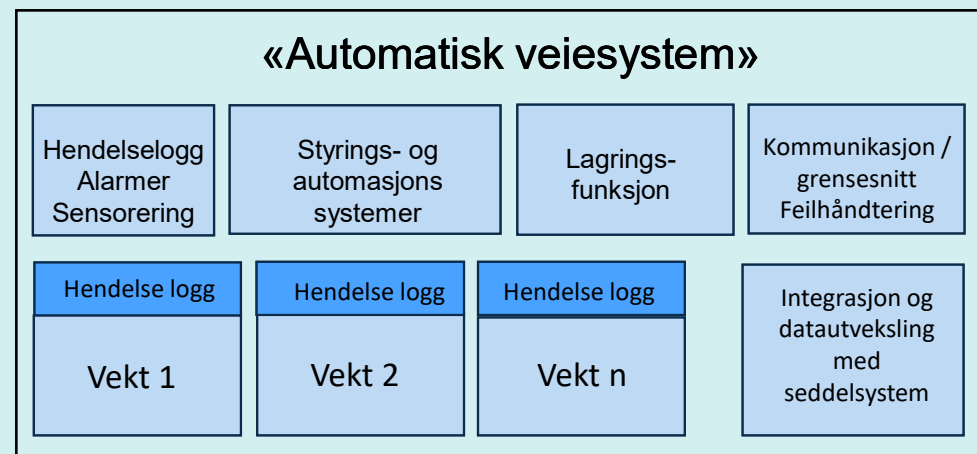 «Automatisk veiesystem»
Hendelselogg
Alarmer
Sensorering
Styrings- og
automasjons
systemer
Lagrings-
funksjon
Kommunikasjon /
grensesnitt
Feilhåndtering
Hendelse logg
Vekt 1
Hendelse logg
Vekt 2
Hendelse logg
Vekt n
Integrasjon og
datautveksling
med
seddelsystem